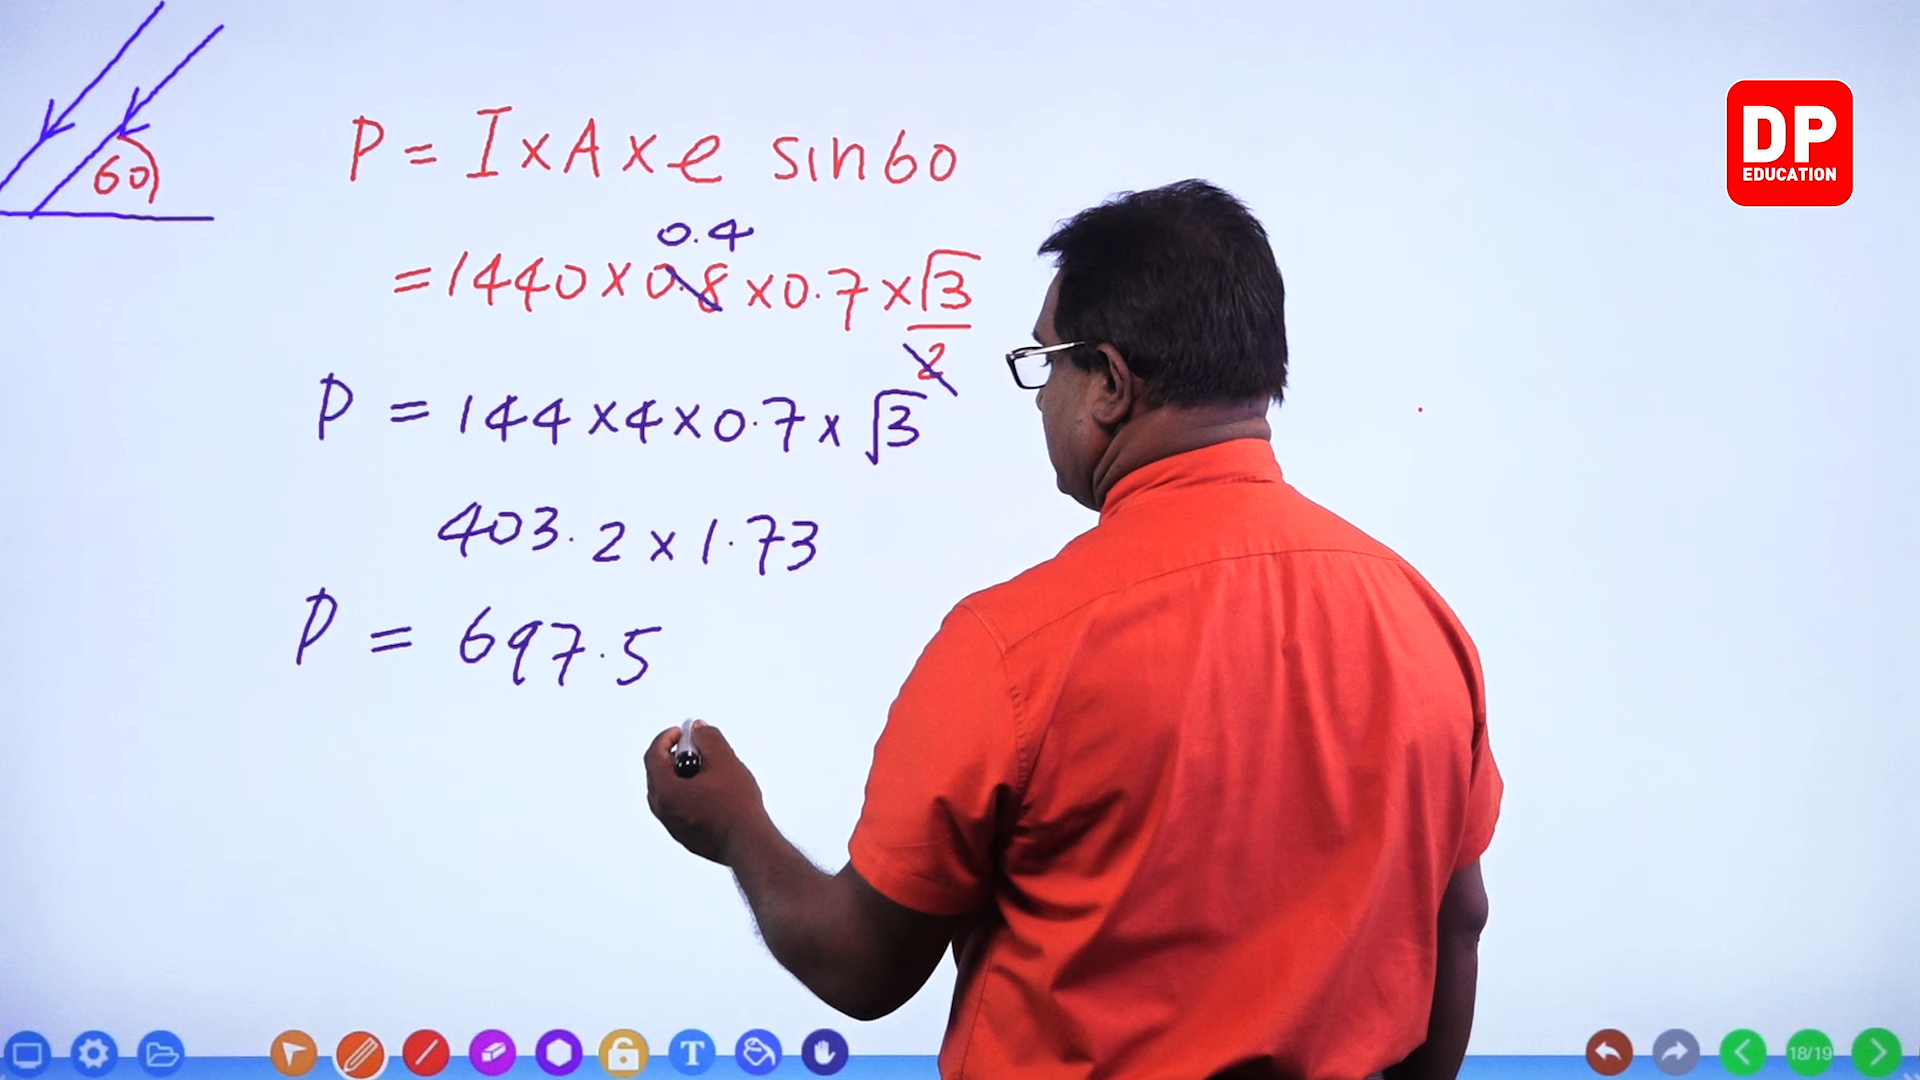 60
P = I × A × e sin60
0.4
= 1440 × 0.8 × 0.7 × √3/2
P = 144 × 4 × 0.7 × √3
403.2 × 1.73
P = 697.5
DP
EDUCATION
T
18/19